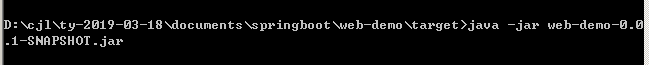 D:\cjl\ty-2019-03-18\documents\springboot\web-demo\target>java -jar web-demo-0.0
.1-SNAPSHOT.jar